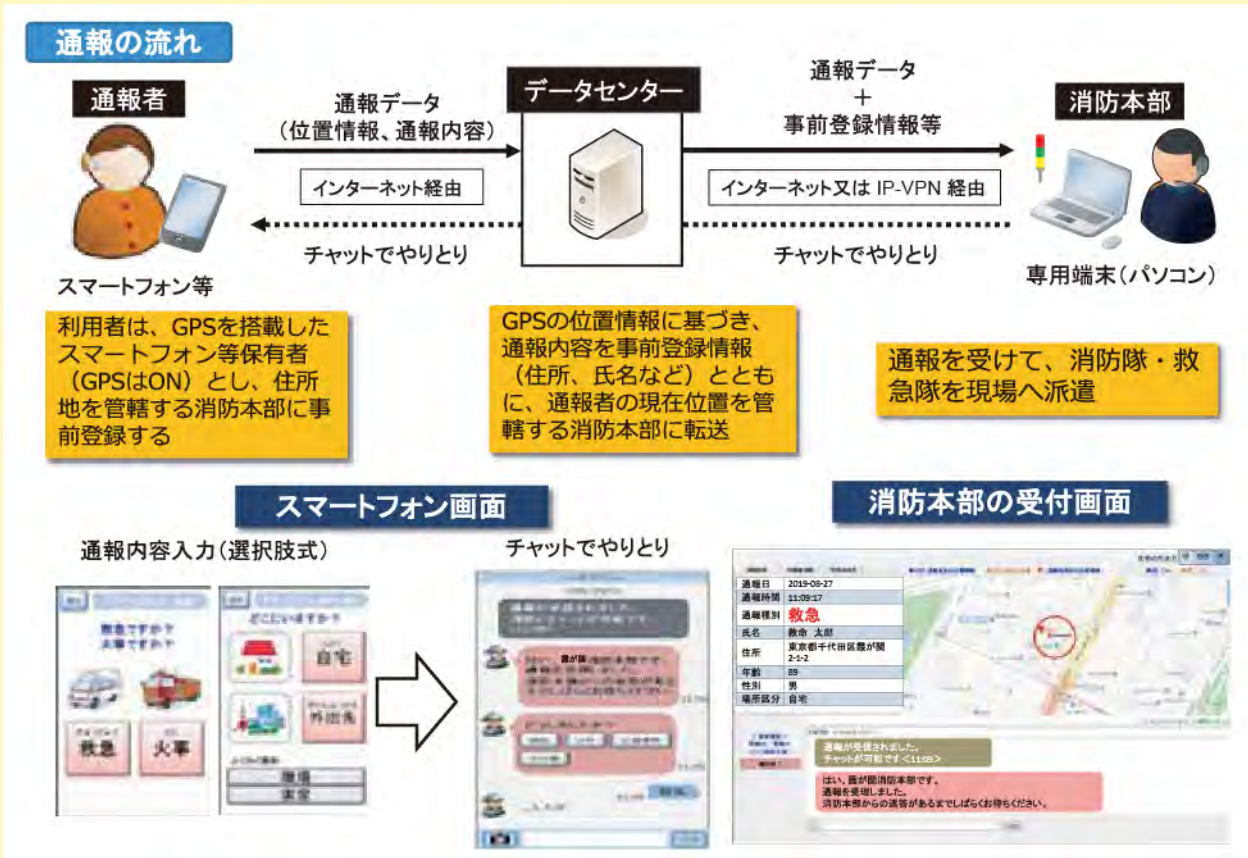 通報の流れ
通報者
通報データ
(位置情報、通報内容)
インターネット経由
チャットでやりとり
スマートフォン等
データセンター
通報データ
+
事前登録情報等
インターネット又は IP-VPN 経由
チャットでやりとり
消防本部
専用端末(パソコン)
利用者は、GPSを搭載した
スマートフォン等保有者
(GPSはON)とし、住所
地を管轄する消防本部に事
前登録する
GPSの位置情報に基づき、
通報内容を事前登録情報
(住所、氏名など)ととも
に、通報者の現在位置を管
轄する消防本部に転送
通報を受けて、消防隊・救
急隊を現場へ派遣
スマートフォン画面
通報内容入力(選択肢式)
救急ですか?
火事ですか?
救急
火事
どこにいますか?
自宅
外出先
職場
実家
チャットでやりとり
消防本部の受付画面
通報日 2019-08-27
通報時間 11:09:17
通報種別 救急
氏名 救命 太郎
住所 東京都千代田区霞が関
2-1-2
年齢 89
性別 男
場所区分 自宅
通報が受信されました。
チャットが可能です<11:09>
はい、霞が関消防本部です。
通報を受理しました。
消防本部からの返答があるまでしばらくお待ちください。